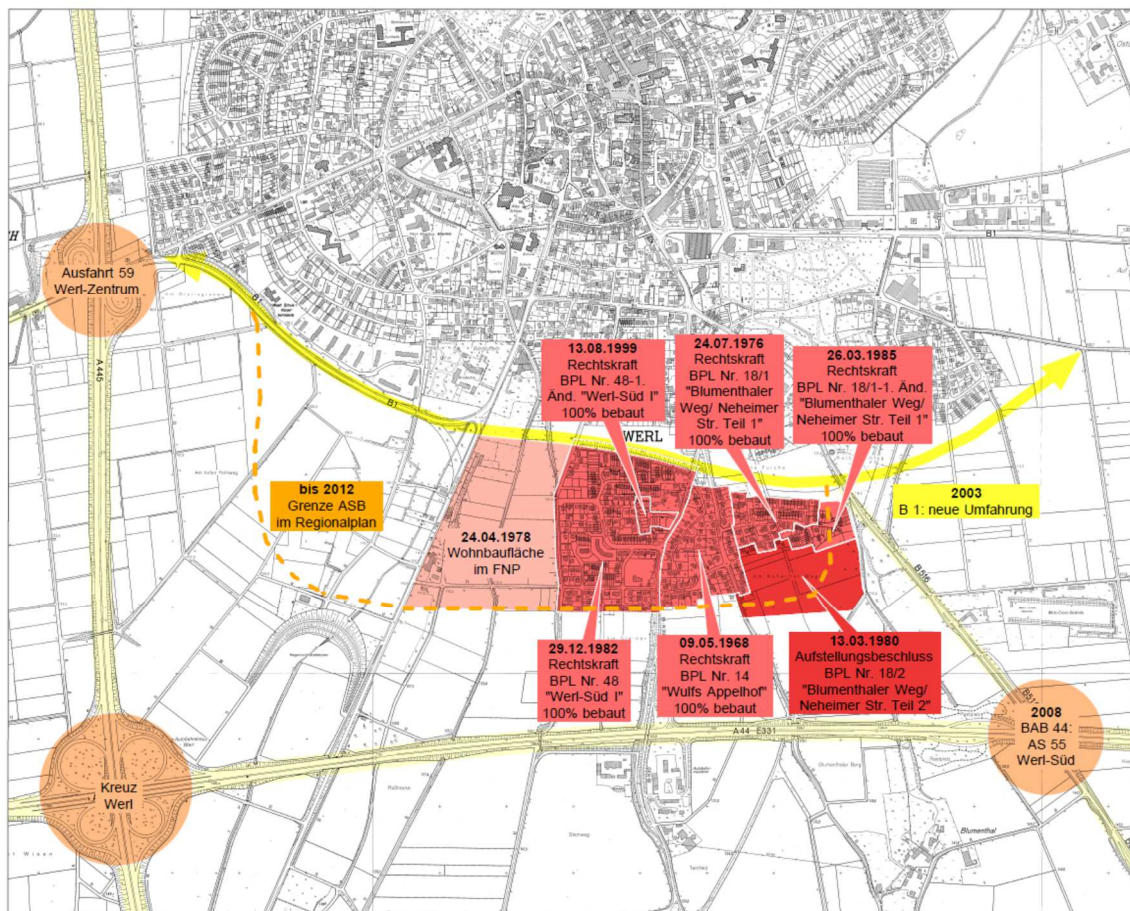 B1
Ausfahrt 59
Werl-Zentrum
A445
B1
B1
13.08.1999
Rechtskraft
BPL Nr. 48-1.
Änd. "Werl-Süd I"
100% bebaut
24.07.1976
Rechtskraft
BPL Nr. 18/1
"Blumenthaler
Weg/ Neheimer
Str. Teil 1"
100% bebaut
26.03.1985
Rechtskraft
BPL Nr. 18/1-1. Änd.
"Blumenthaler Weg/
Neheimer Str. Teil 1"
100% bebaut
WERL
bis 2012
Grenze ASB
im Regionalplan
24.04.1978
Wohnbaufläche
im FNP
2003
B 1: neue Umfahrung
B516
29.12.1982
Rechtskraft
BPL Nr. 48
"Werl-Süd I"
100% bebaut
09.05.1968
Rechtskraft
BPL Nr. 14
"Wulfs Appelhof"
100% bebaut
13.03.1980
Aufstellungsbeschluss
BPL Nr. 18/2
"Blumenthaler Weg/
Neheimer Str. Teil 2"
2008
BAB 44:
AS 55
Werl-Süd
A44 E331
Kreuz
Werl
Blumenthaler Berg
Blumenthal